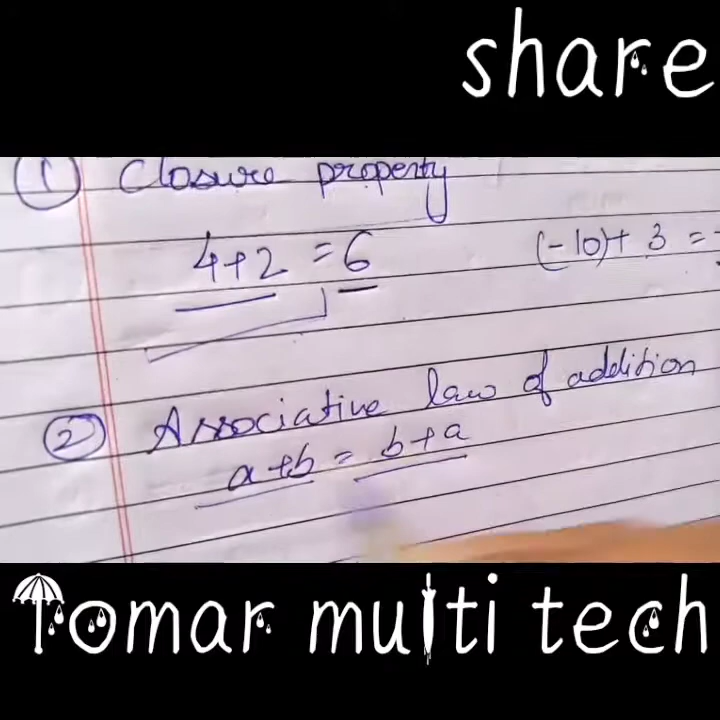 share
① Closure property
4+2 = 6
(-10)+ 3 = -
② Associative law of addition
a+b = b+a
Tomar multi tech